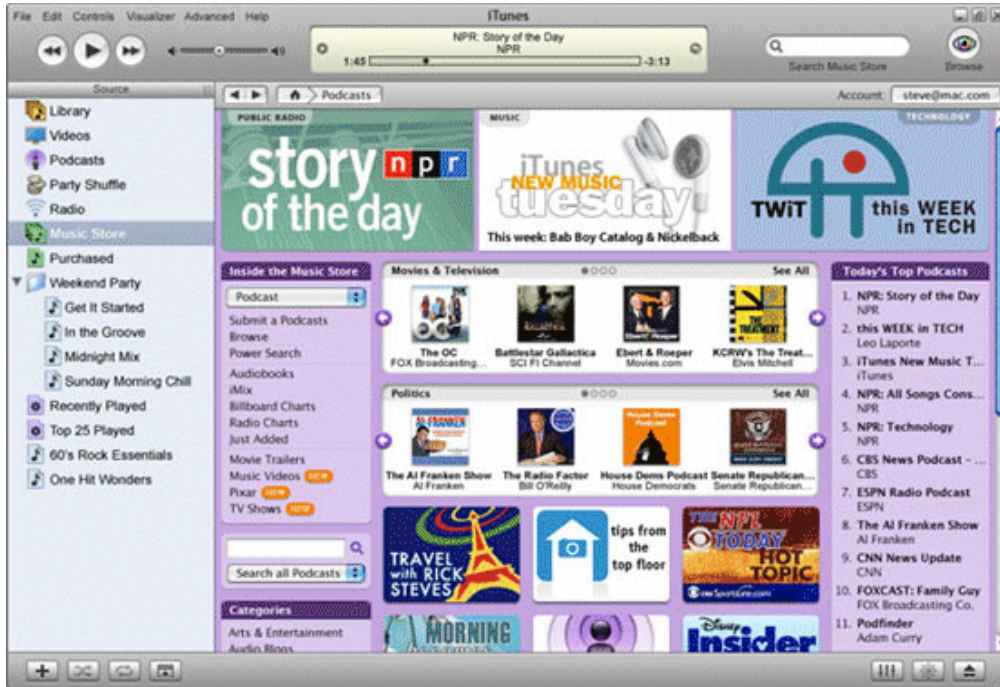 File Edit Controls Visualizer Advanced Help
iTunes
NPR: Story of the Day
NPR
1:45
-3:13
Search Music Store
Browse
Source
Library
Videos
Podcasts
Party Shuffle
Radio
Music Store
Purchased
Weekend Party
Get It Started
In the Groove
Midnight Mix
Sunday Morning Chill
Recently Played
Top 25 Played
60's Rock Essentials
One Hit Wonders
Podcasts
Account: steve@mac.com
PUBLIC RADIO
story npr
of the day
MUSIC
iTunes
NEW MUSIC
tuesday
This week: Bab Boy Catalog & Nickelback
TECHNOLOGY
TWiT
this WEEK
in TECH
Inside the Music Store
Podcast
Submit a Podcasts
Browse
Power Search
Audiobooks
iMix
Billboard Charts
Radio Charts
Just Added
Movie Trailers
Music Videos NEW
Pixar NEW
TV Shows NEW
Search all Podcasts
Categories
Arts & Entertainment
Audio Blogs
Movies & Television
See All
The OC
FOX Broadcasting...
Battlestar Gallactica
SCI FI Channel
Ebert & Roeper
Movies.com
KCRW's The Treat...
Elvis Mitchell
Politics
See All
The Al Franken Show
Al Franken
The Radio Factor
Bill O'Reilly
House Dems Podcast
House Democrats
Senate Republican...
Senate Republican...
TRAVEL
with RICK
STEVES
tips from
the
top floor
THE NFL
TODAY
HOT
TOPIC
MORNING
Disney
Insider
Today's Top Podcasts
1. NPR: Story of the Day
NPR
2. this WEEK in TECH
Leo Laporte
3. iTunes New Music T...
iTunes
4. NPR: All Songs Cons...
NPR
5. NPR: Technology
NPR
6. CBS News Podcast - ...
CBS
7. ESPN Radio Podcast
ESPN
8. The Al Franken Show
Al Franken
9. CNN News Update
CNN
10. FOXCAST: Family Guy
FOX Broadcasting Co.
11. Podfinder
Adam Curry